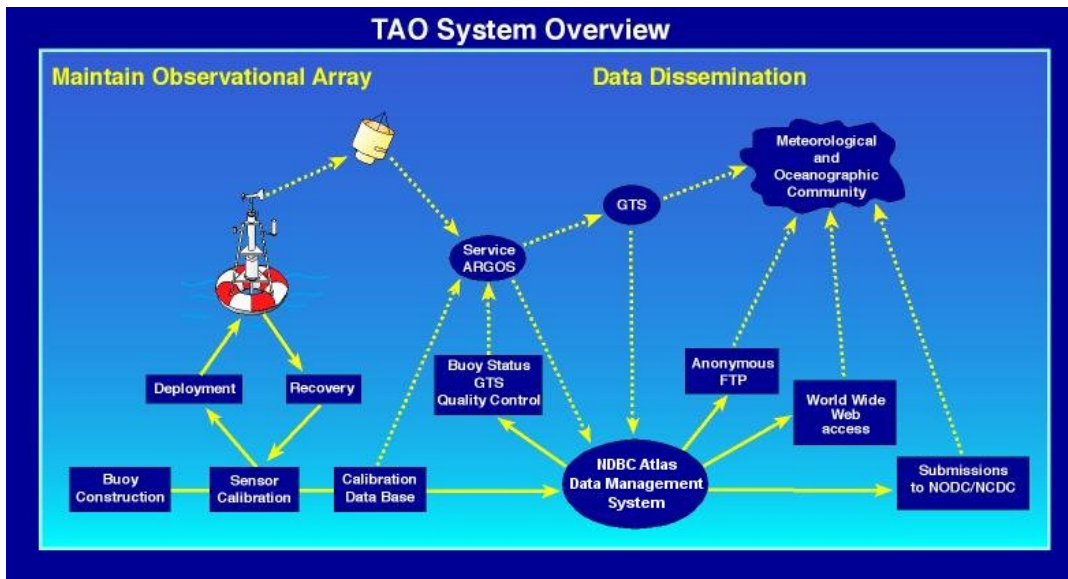 TAO System Overview
Maintain Observational Array
Data Dissemination
Meteorological
and
Oceanographic
Community
GTS
Service
ARGOS
Buoy Status
GTS
Quality Control
Anonymous
FTP
Deployment
Recovery
World Wide
Web
access
Buoy
Construction
Sensor
Calibration
Calibration
Data Base
NDBC Atlas
Data Management
System
Submissions
to NODC/NCDC